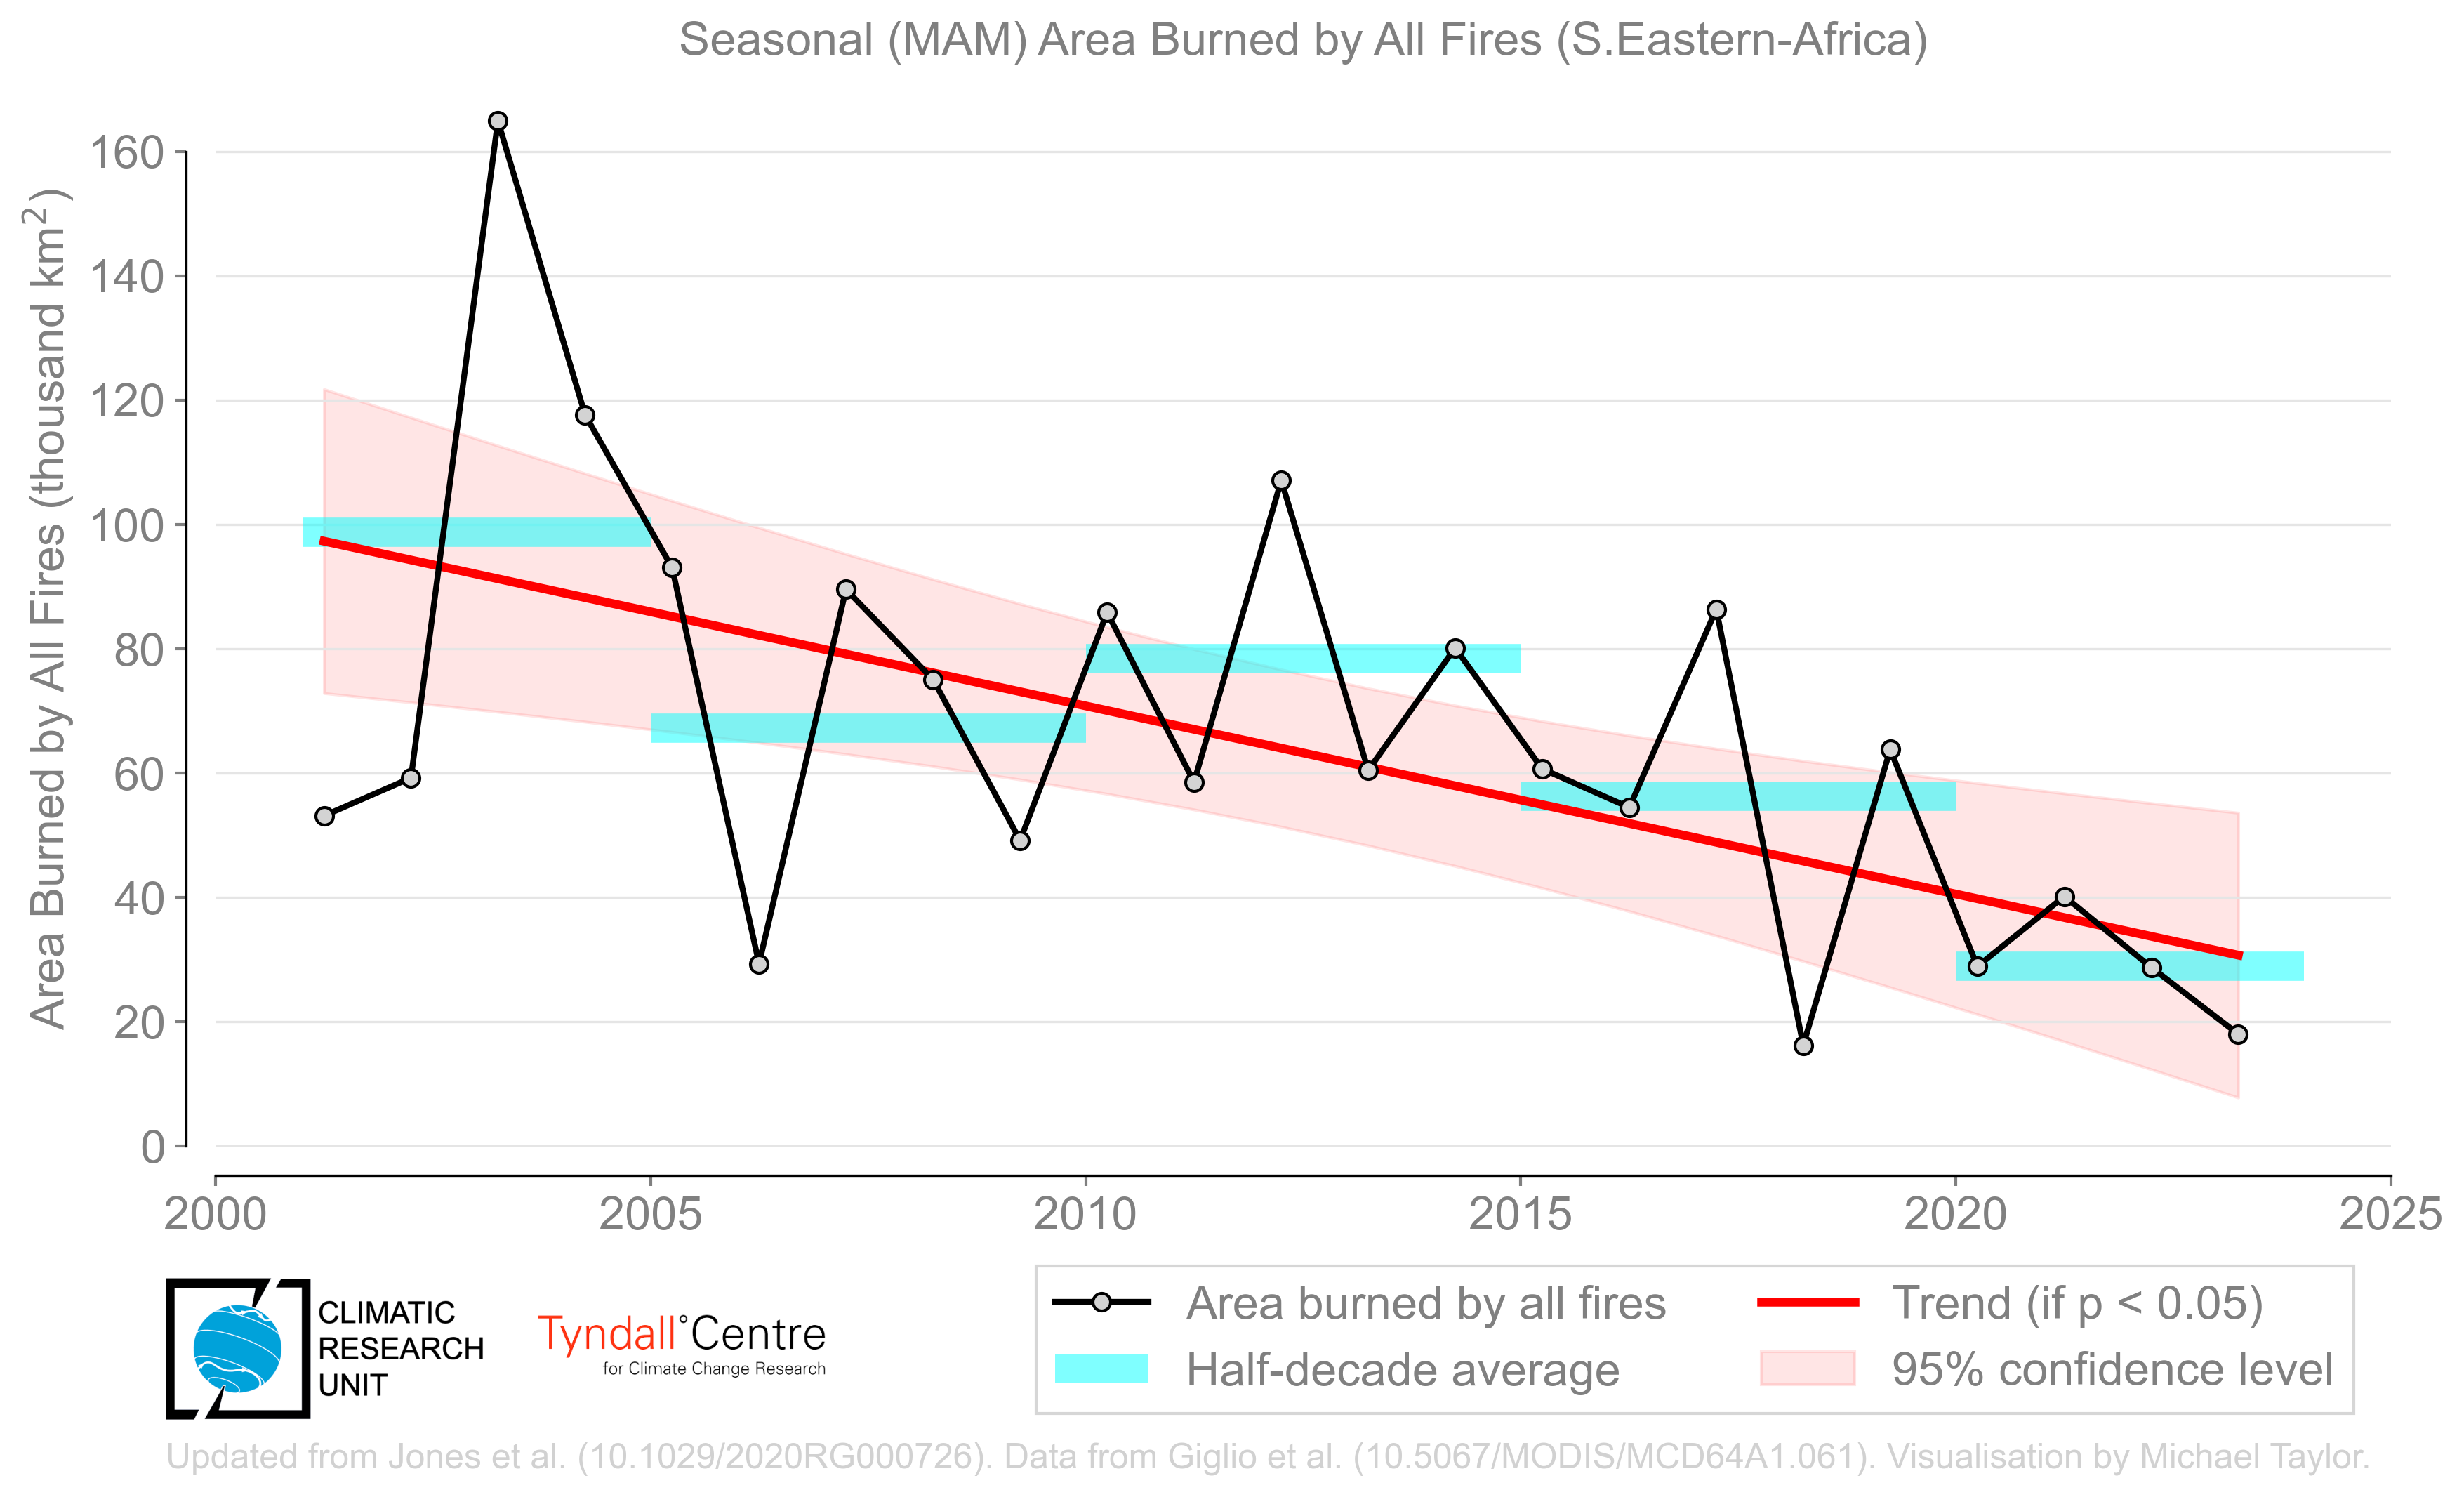 Seasonal (MAM) Area Burned by All Fires (S.Eastern-Africa)
Area Burned by All Fires (thousand km²)
160
140
120
100
80
60
40
20
0
2000 2005 2010 2015 2020 2025
Area burned by all fires
Half-decade average
Trend (if p < 0.05)
95% confidence level
CLIMATIC
RESEARCH
UNIT
Tyndall°Centre
for Climate Change Research
Updated from Jones et al. (10.1029/2020RG000726). Data from Giglio et al. (10.5067/MODIS/MCD64A1.061). Visualisation by Michael Taylor.